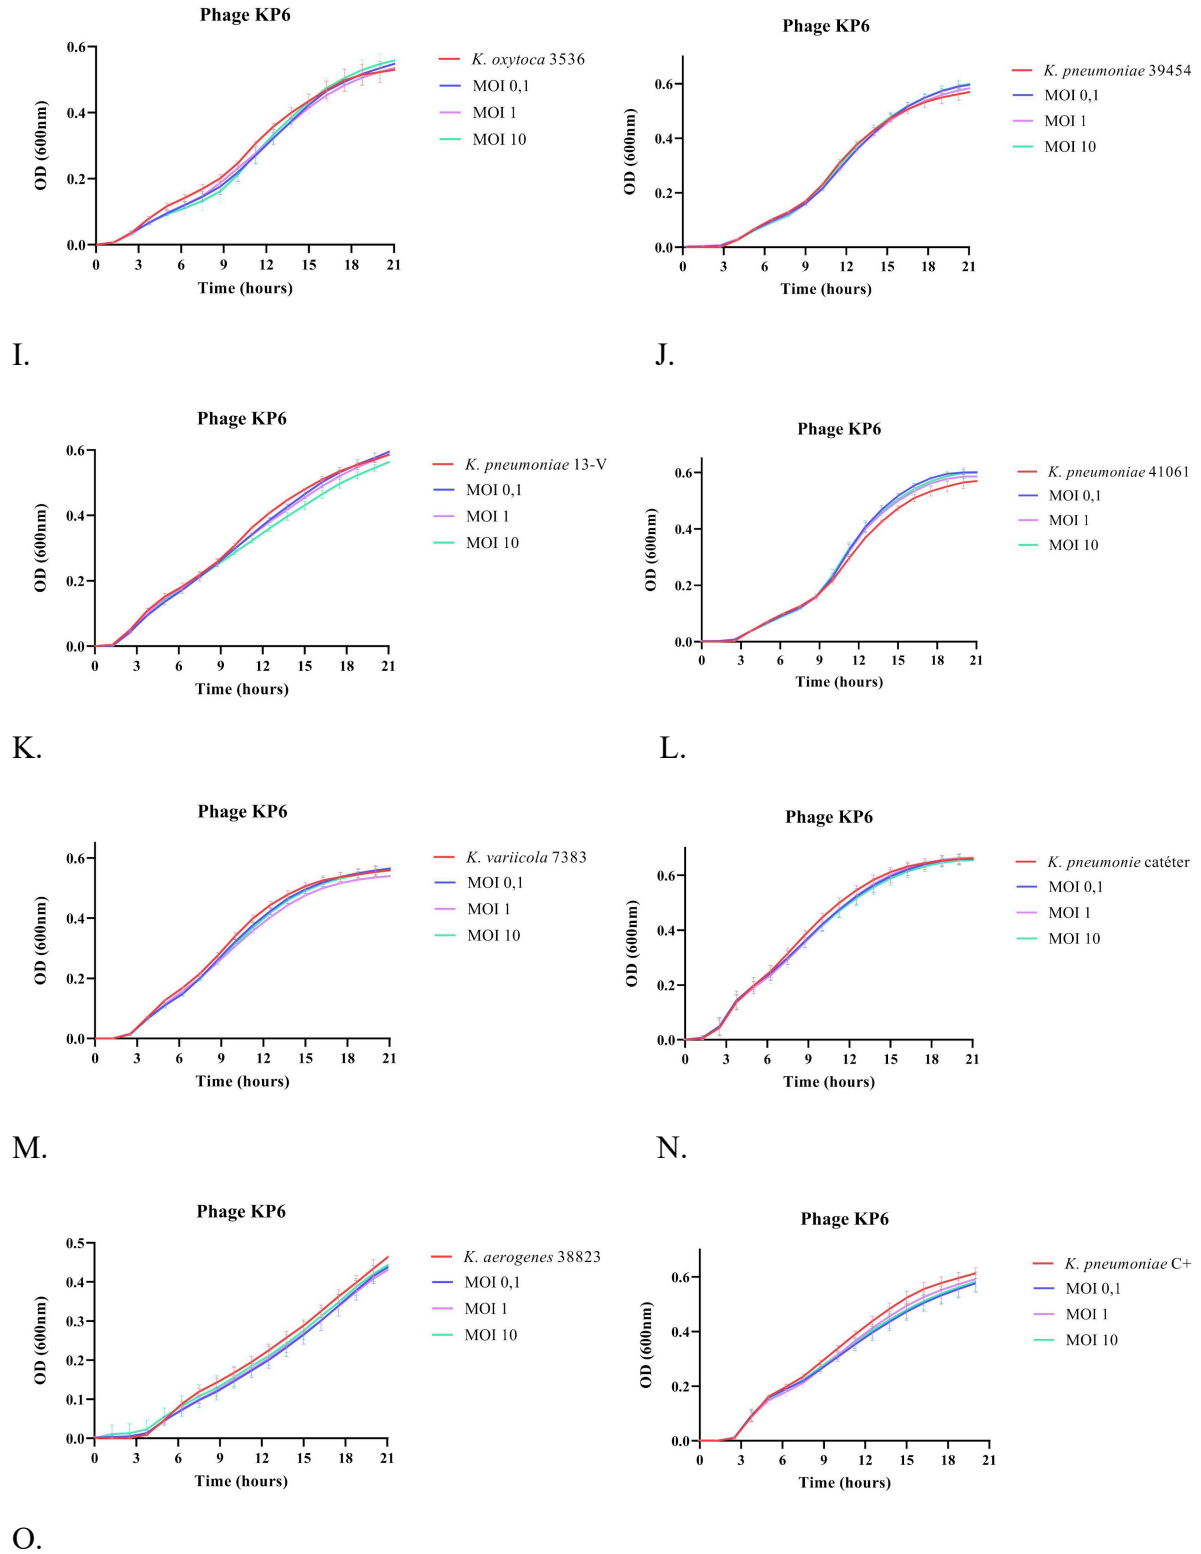 Phage KP6
0.6
0.4
0.2
0.0
OD (600nm)
0 3 6 9 12 15 18 21
Time (hours)
K. oxytoca 3536
MOI 0,1
MOI 1
MOI 10
Phage KP6
0.6
0.4
0.2
0.0
OD (600nm)
0 3 6 9 12 15 18 21
Time (hours)
K. pneumoniae 39454
MOI 0,1
MOI 1
MOI 10
I.
J.
Phage KP6
0.6
0.4
0.2
0.0
OD (600nm)
0 3 6 9 12 15 18 21
Time (hours)
K. pneumoniae 13-V
MOI 0,1
MOI 1
MOI 10
Phage KP6
0.6
0.4
0.2
0.0
OD (600nm)
0 3 6 9 12 15 18 21
Time (hours)
K. pneumoniae 41061
MOI 0,1
MOI 1
MOI 10
K.
L.
Phage KP6
0.6
0.4
0.2
0.0
OD (600nm)
0 3 6 9 12 15 18 21
Time (hours)
K. variicola 7383
MOI 0,1
MOI 1
MOI 10
Phage KP6
0.6
0.4
0.2
0.0
OD (600nm)
0 3 6 9 12 15 18 21
Time (hours)
K. pneumonie catéter
MOI 0,1
MOI 1
MOI 10
M.
N.
Phage KP6
0.5
0.4
0.3
0.2
0.1
0.0
OD (600nm)
0 3 6 9 12 15 18 21
Time (hours)
K. aerogenes 38823
MOI 0,1
MOI 1
MOI 10
Phage KP6
0.6
0.4
0.2
0.0
OD (600nm)
0 3 6 9 12 15 18 21
Time (hours)
K. pneumoniae C+
MOI 0,1
MOI 1
MOI 10
O.